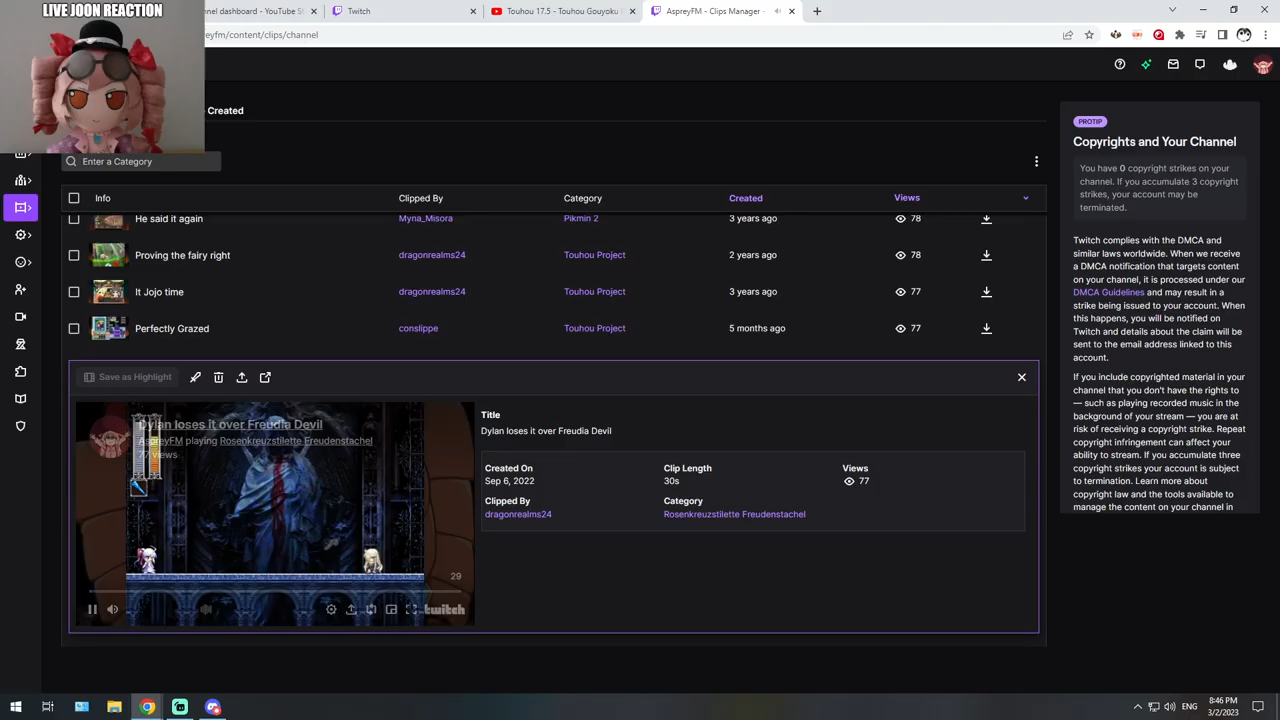 LIVE JOON REACTION
nnel dashboard - YouTube St
Twitch
Touhou 17.5 - Touhou Gouyoku I
AspreyFM - Clips Manager -
reyfm/content/clips/channel
Created
Enter a Category
Info
Clipped By
Category
Created
Views
He said it again
Myna_Misora
Pikmin 2
3 years ago
78
Proving the fairy right
dragonrealms24
Touhou Project
2 years ago
78
It Jojo time
dragonrealms24
Touhou Project
3 years ago
77
Perfectly Grazed
conslippe
Touhou Project
5 months ago
77
Save as Highlight
Dylan loses it over Freudia Devil
AspreyFM playing Rosenkreuzstilette Freudenstachel
77 views
29
twitch
Title
Dylan loses it over Freudia Devil
Created On
Sep 6, 2022
Clip Length
30s
Views
77
Clipped By
dragonrealms24
Category
Rosenkreuzstilette Freudenstachel
PROTIP
Copyrights and Your Channel
You have 0 copyright strikes on your
channel. If you accumulate 3 copyright
strikes, your account may be
terminated.
Twitch complies with the DMCA and
similar laws worldwide. When we receive
a DMCA notification that targets content
on your channel, it is processed under our
DMCA Guidelines and may result in a
strike being issued to your account. When
this happens, you will be notified on
Twitch and details about the claim will be
sent to the email address linked to this
account.
If you include copyrighted material in your
channel that you don't have the rights to
— such as playing recorded music in the
background of your stream — you are at
risk of receiving a copyright strike. Repeat
copyright infringement can affect your
ability to stream. If you accumulate three
copyright strikes your account is subject
to termination. Learn more about
copyright law and the tools available to
manage the content on your channel in
ENG
8:46 PM
3/2/2023